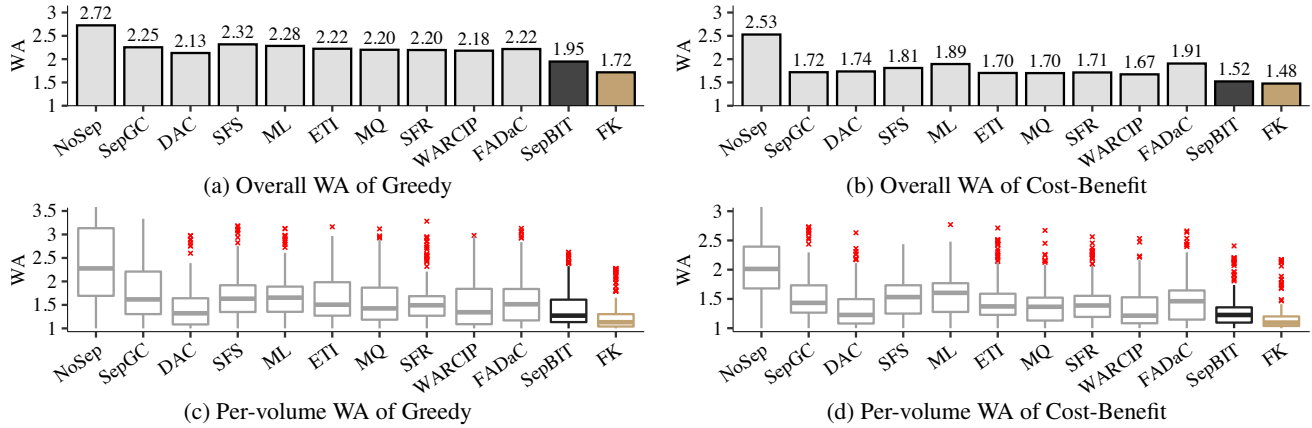 3
2.5
2
1.5
1
WA
2.72
2.25
2.13
2.32
2.28
2.22
2.20
2.20
2.18
2.22
1.95
1.72
NoSep
SepGC
DAC
SFS
ML
ETI
MQ
SFR
WARCIP
FADaC
SepBIT
FK
(a) Overall WA of Greedy
3
2.5
2
1.5
1
WA
2.53
1.72
1.74
1.81
1.89
1.70
1.70
1.71
1.67
1.91
1.52
1.48
NoSep
SepGC
DAC
SFS
ML
ETI
MQ
SFR
WARCIP
FADaC
SepBIT
FK
(b) Overall WA of Cost-Benefit
3.5
3
2.5
2
1.5
1
WA
NoSep
SepGC
DAC
SFS
ML
ETI
MQ
SFR
WARCIP
FADaC
SepBIT
FK
(c) Per-volume WA of Greedy
3
2.5
2
1.5
1
WA
NoSep
SepGC
DAC
SFS
ML
ETI
MQ
SFR
WARCIP
FADaC
SepBIT
FK
(d) Per-volume WA of Cost-Benefit